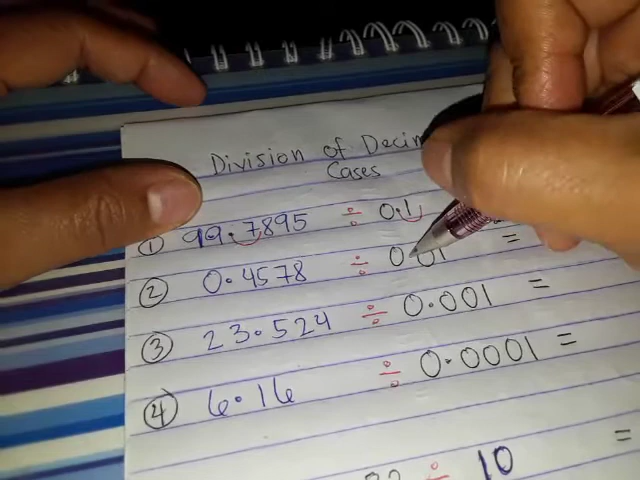 Division of
Cases
① 99.7895 ÷ 0.1
② 0.4578 ÷ 0.01 =
③ 23.524 ÷ 0.001 =
④ 6.16 ÷ 0.0001 =
÷ 10 =